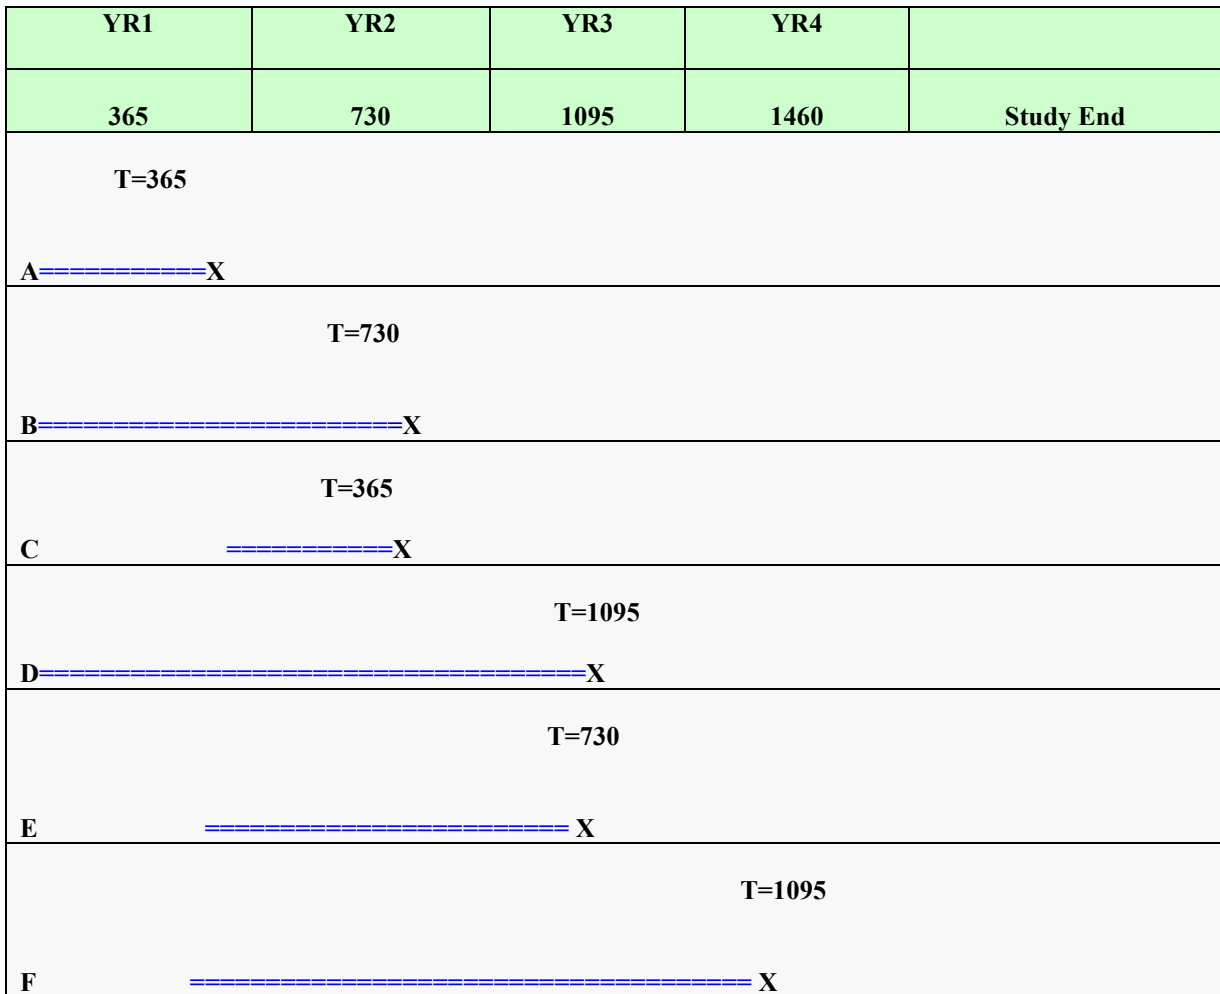 YR1 YR2 YR3 YR4
365 730 1095 1460 Study End
T=365
A===========X
T=730
B========================X
T=365
C ===========X
T=1095
D====================================X
T=730
E ======================== X
T=1095
F ===================================== X